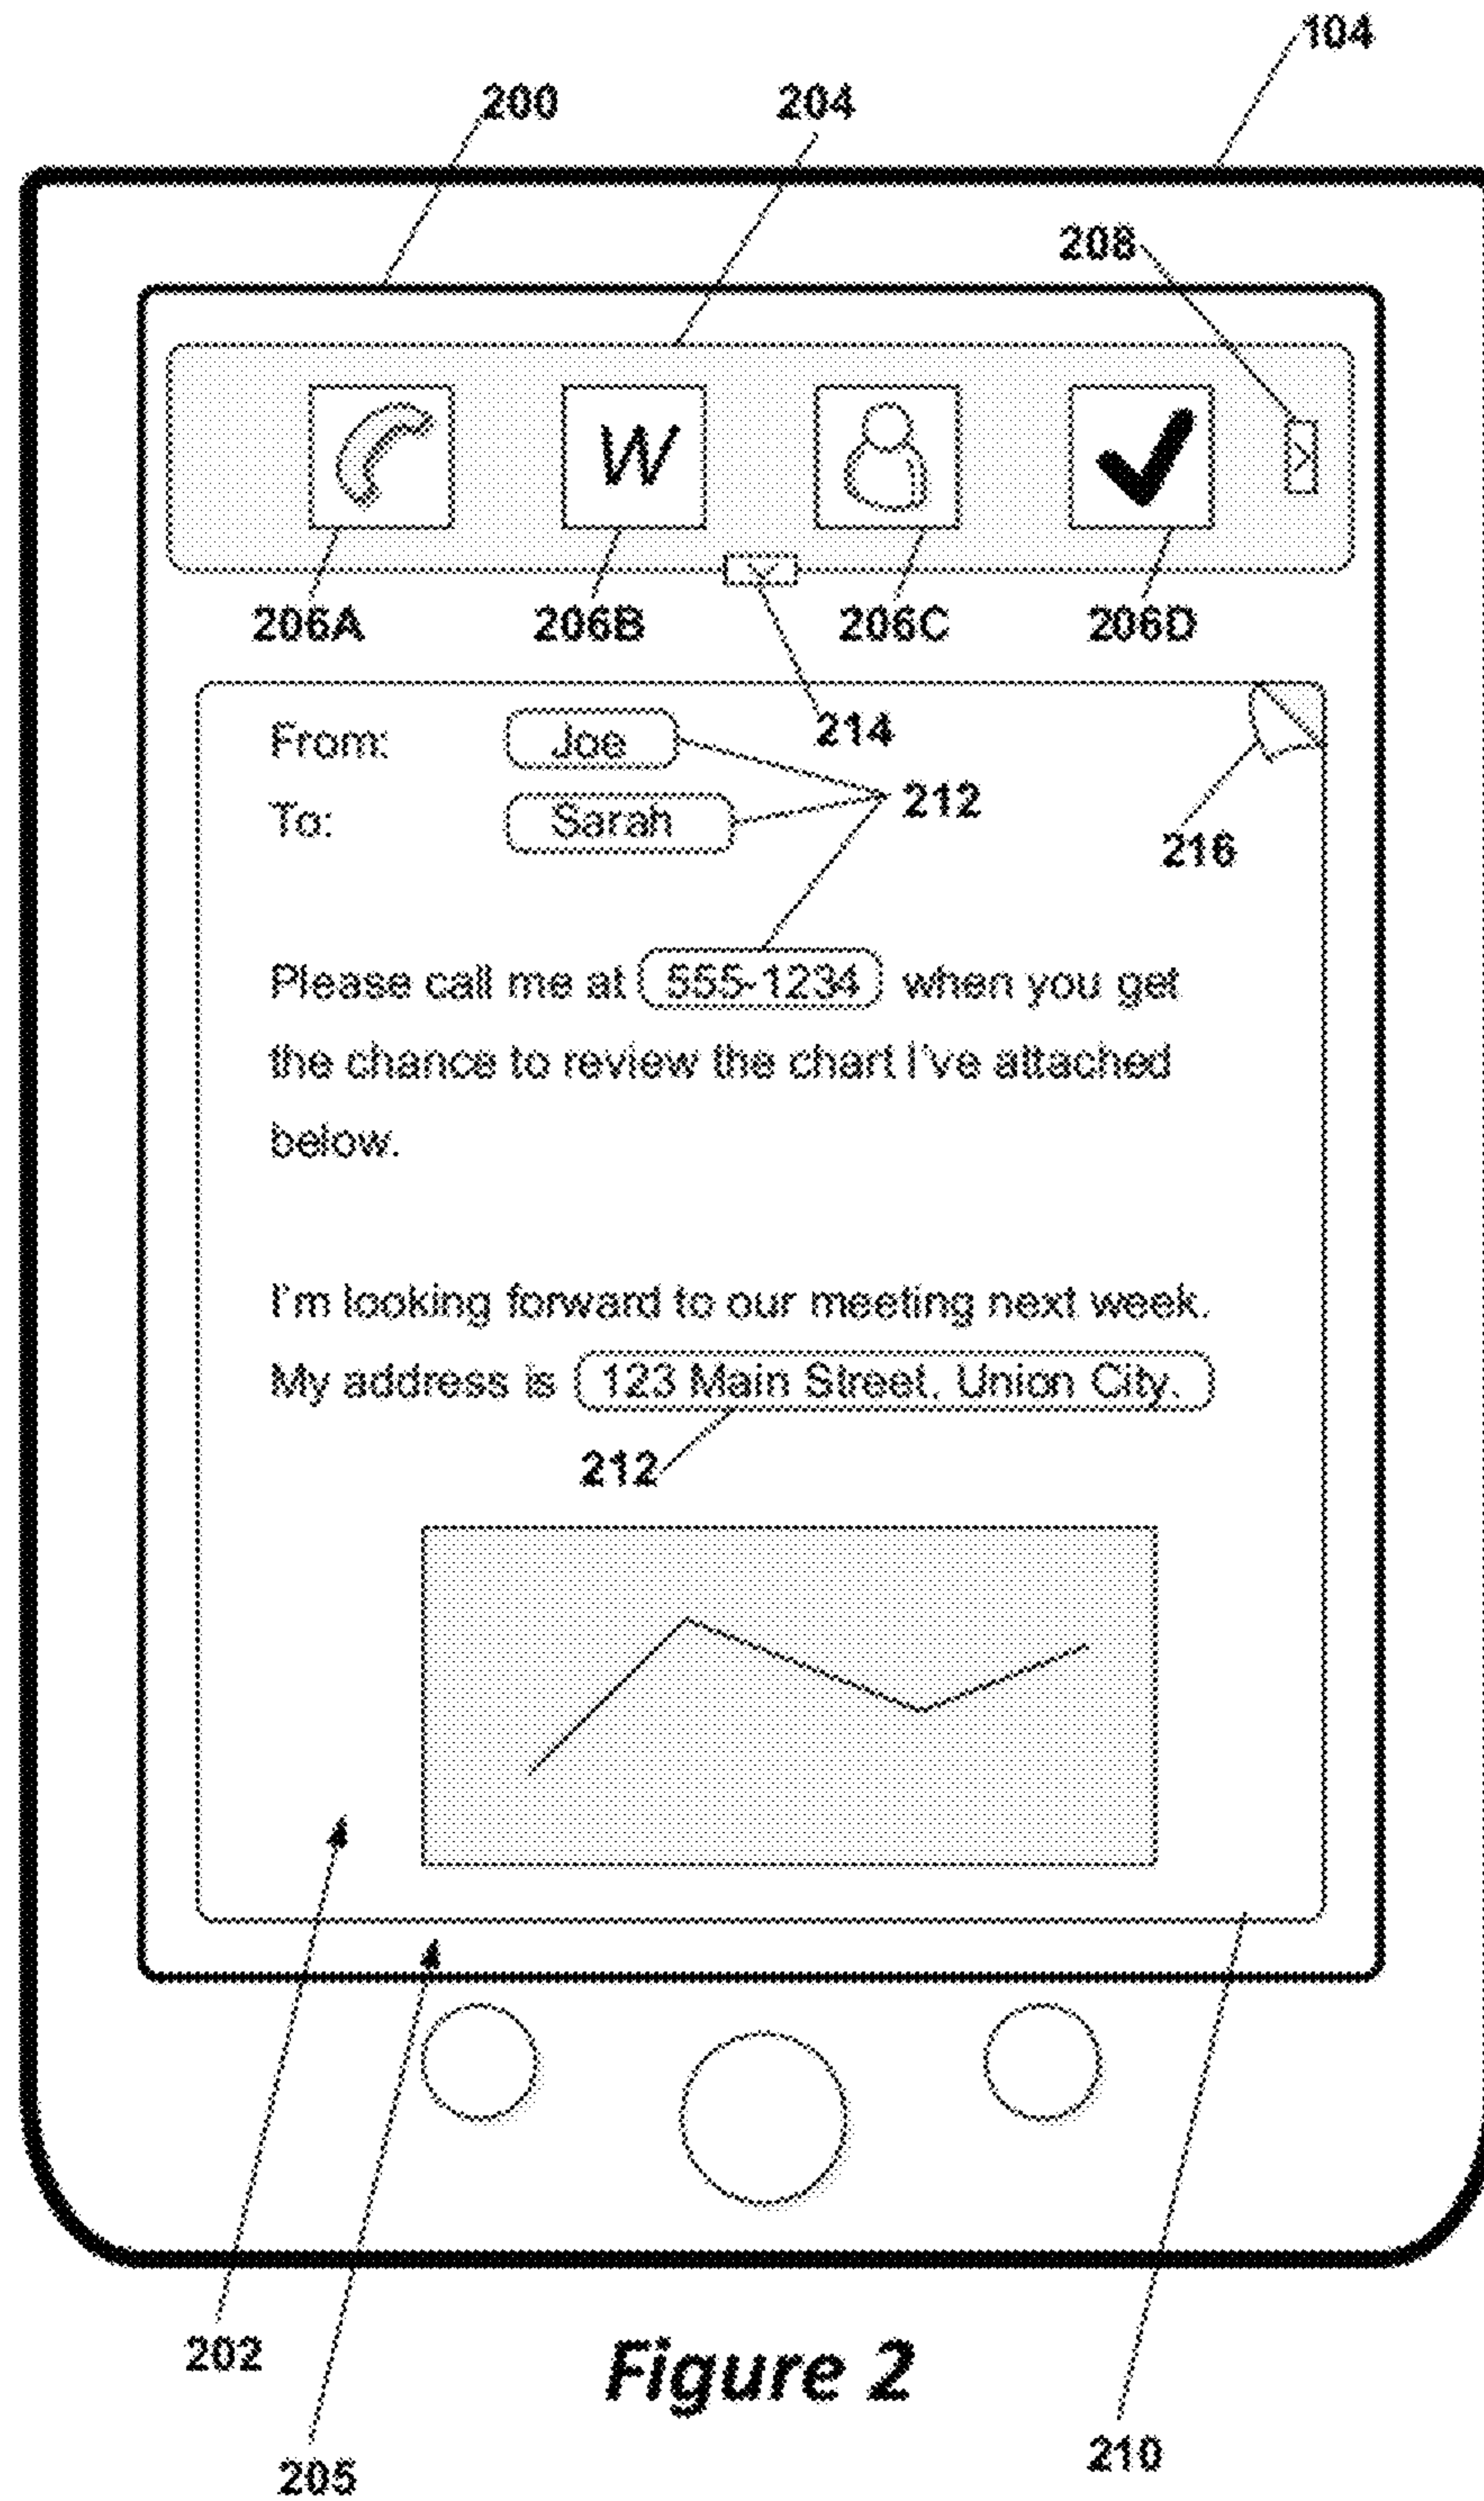 104
200
204
208
W
206A
206B
206C
206D
From: Joe
214
To: Sarah
212
216
Please call me at 555-1234 when you get
the chance to review the chart I've attached
below.
I'm looking forward to our meeting next week.
My address is 123 Main Street, Union City.
212
202
Figure 2
205
210